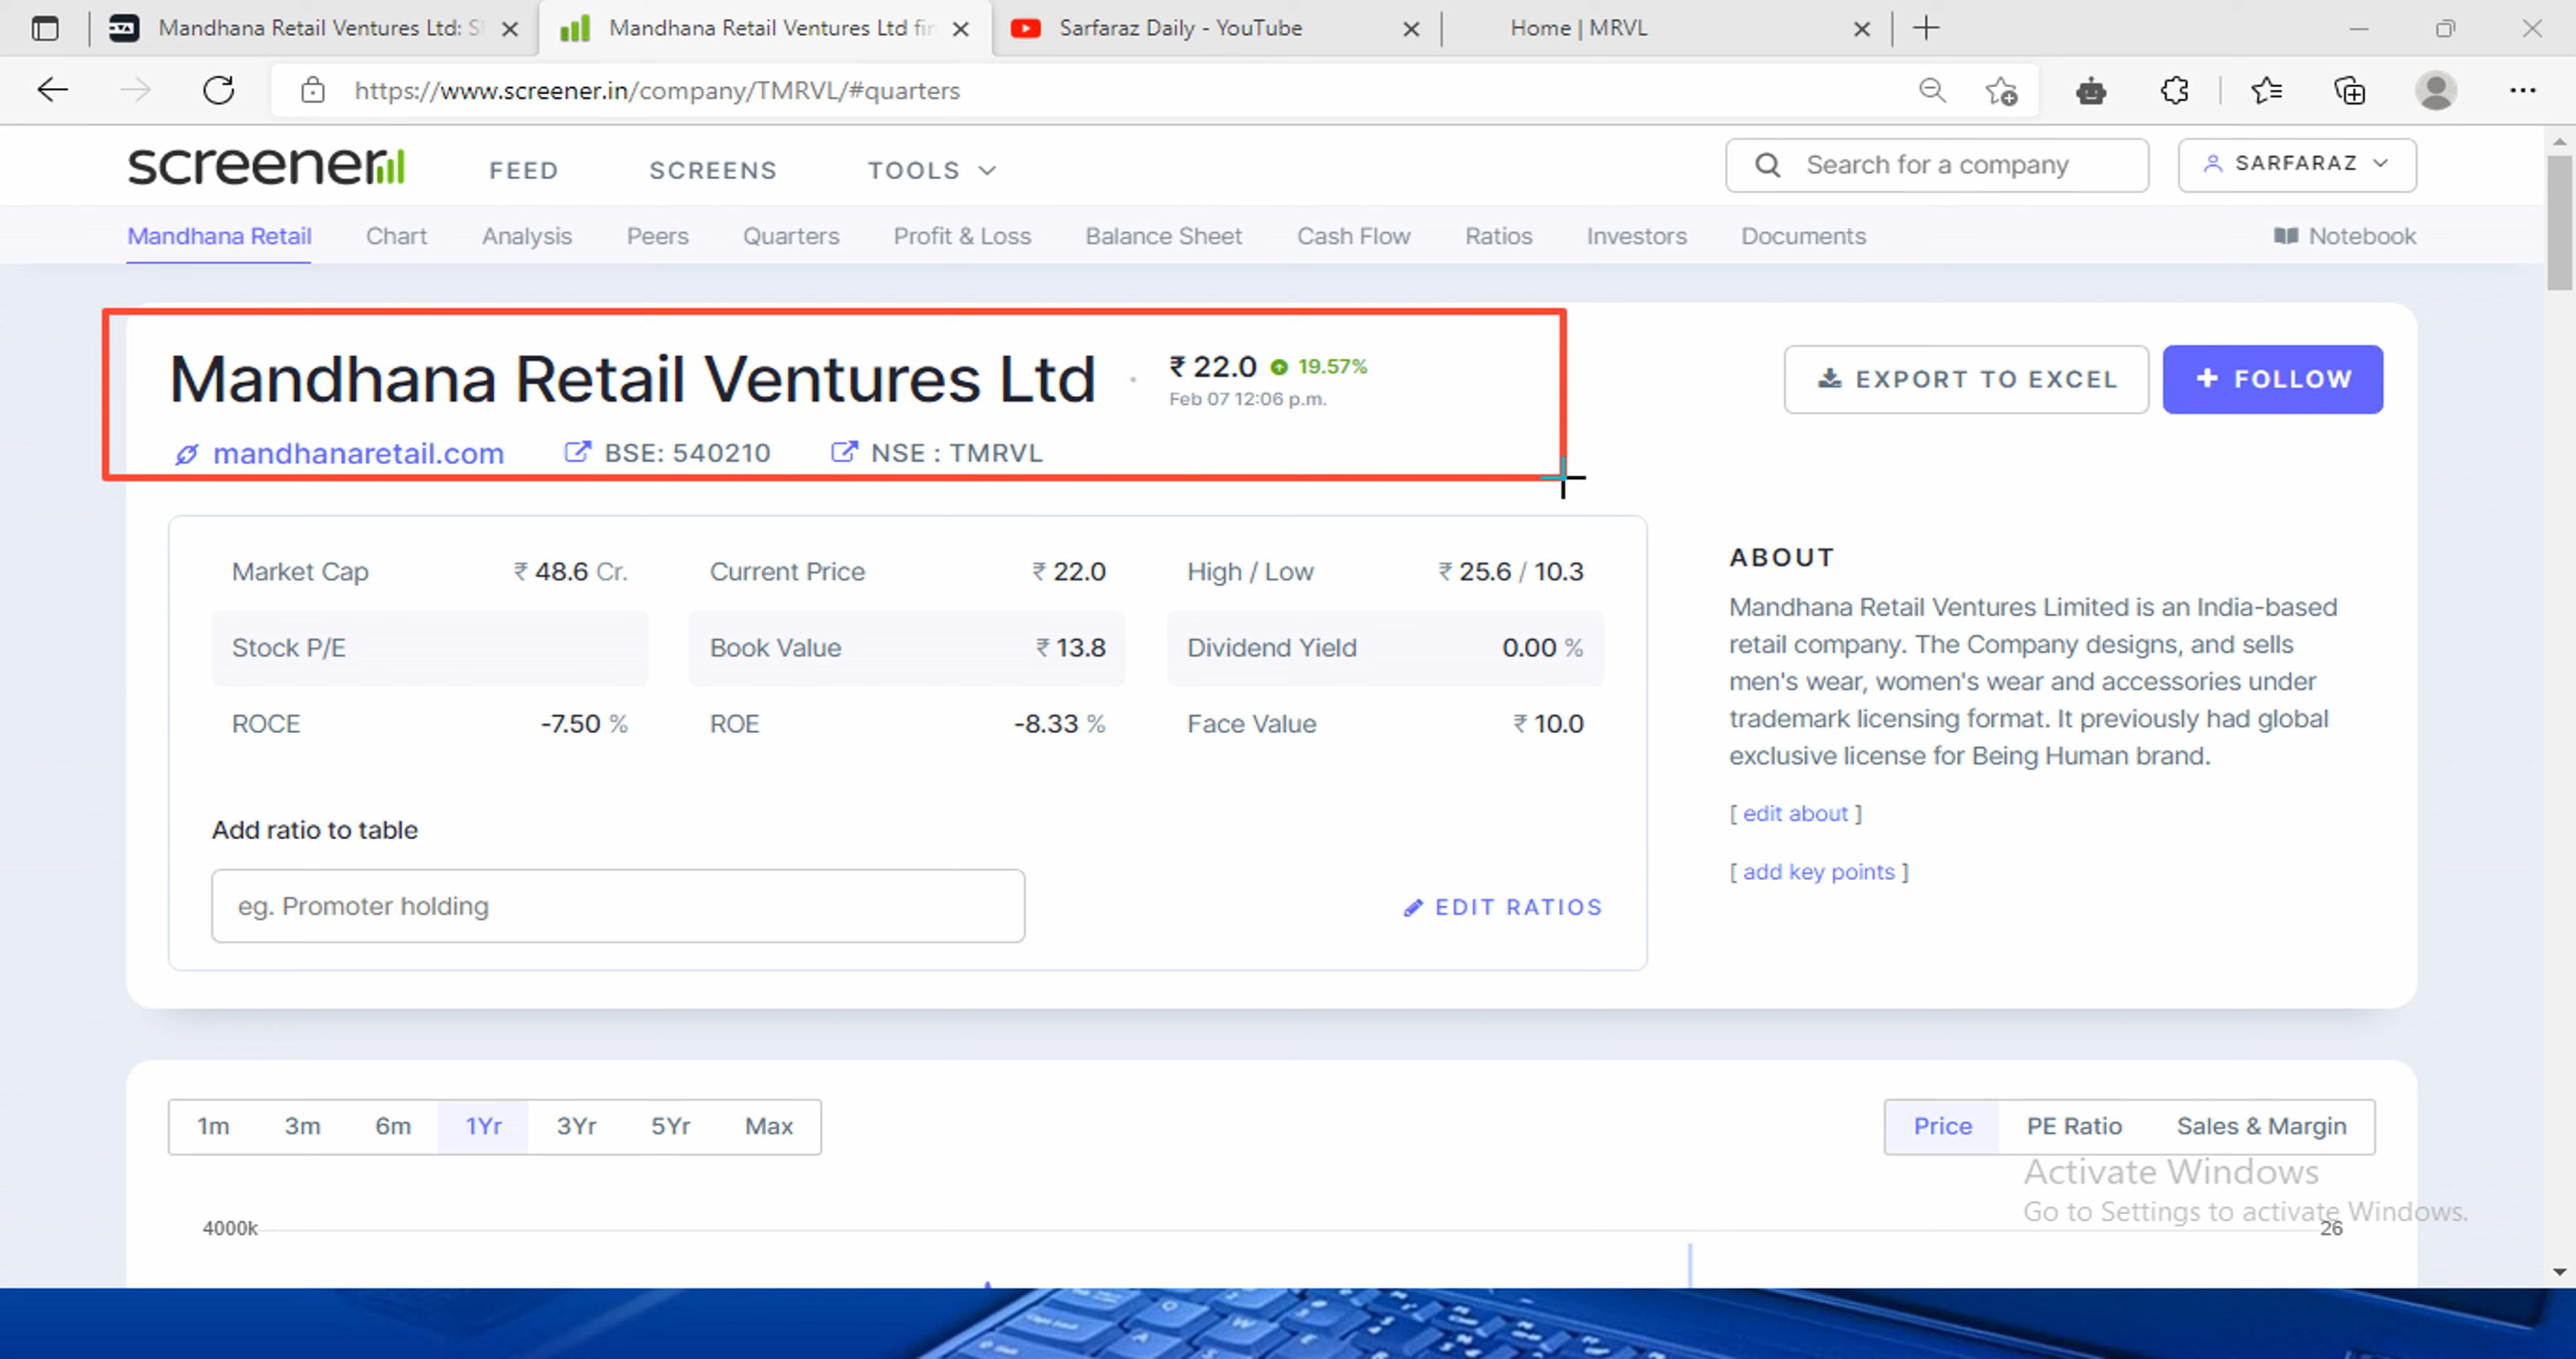 Mandhana Retail Ventures Ltd: S
Mandhana Retail Ventures Ltd fin
Sarfaraz Daily - YouTube
Home | MRVL
https://www.screener.in/company/TMRVL/#quarters
screener
FEED
SCREENS
TOOLS
Search for a company
SARFARAZ
Mandhana Retail
Chart
Analysis
Peers
Quarters
Profit & Loss
Balance Sheet
Cash Flow
Ratios
Investors
Documents
Notebook
Mandhana Retail Ventures Ltd
₹ 22.0 19.57%
Feb 07 12:06 p.m.
EXPORT TO EXCEL
+ FOLLOW
mandhanaretail.com
BSE: 540210
NSE : TMRVL
Market Cap ₹ 48.6 Cr.
Current Price ₹ 22.0
High / Low ₹ 25.6 / 10.3
Stock P/E
Book Value ₹ 13.8
Dividend Yield 0.00 %
ROCE -7.50 %
ROE -8.33 %
Face Value ₹ 10.0
Add ratio to table
eg. Promoter holding
EDIT RATIOS
ABOUT
Mandhana Retail Ventures Limited is an India-based
retail company. The Company designs, and sells
men's wear, women's wear and accessories under
trademark licensing format. It previously had global
exclusive license for Being Human brand.
[ edit about ]
[ add key points ]
1m 3m 6m 1Yr 3Yr 5Yr Max
Price PE Ratio Sales & Margin
Activate Windows
Go to Settings to activate Windows.
4000k
26